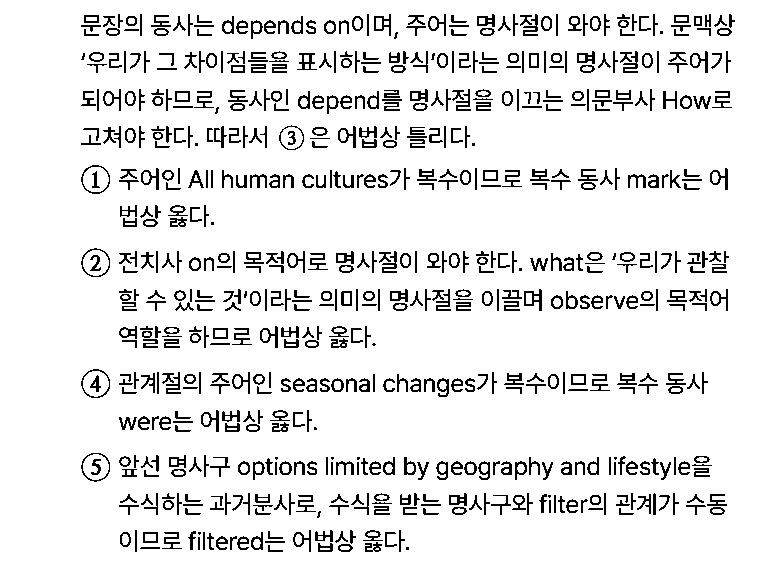 문장의 동사는 depends on이며, 주어는 명사절이 와야 한다. 문맥상
‘우리가 그 차이점들을 표시하는 방식’이라는 의미의 명사절이 주어가
되어야 하므로, 동사인 depend를 명사절을 이끄는 의문부사 How로
고쳐야 한다. 따라서 ③은 어법상 틀리다.
① 주어인 All human cultures가 복수이므로 복수 동사 mark는 어
법상 옳다.
② 전치사 on의 목적어로 명사절이 와야 한다. what은 ‘우리가 관찰
할 수 있는 것’이라는 의미의 명사절을 이끌며 observe의 목적어
역할을 하므로 어법상 옳다.
④ 관계절의 주어인 seasonal changes가 복수이므로 복수 동사
were는 어법상 옳다.
⑤ 앞선 명사구 options limited by geography and lifestyle을
수식하는 과거분사로, 수식을 받는 명사구와 filter의 관계가 수동
이므로 filtered는 어법상 옳다.